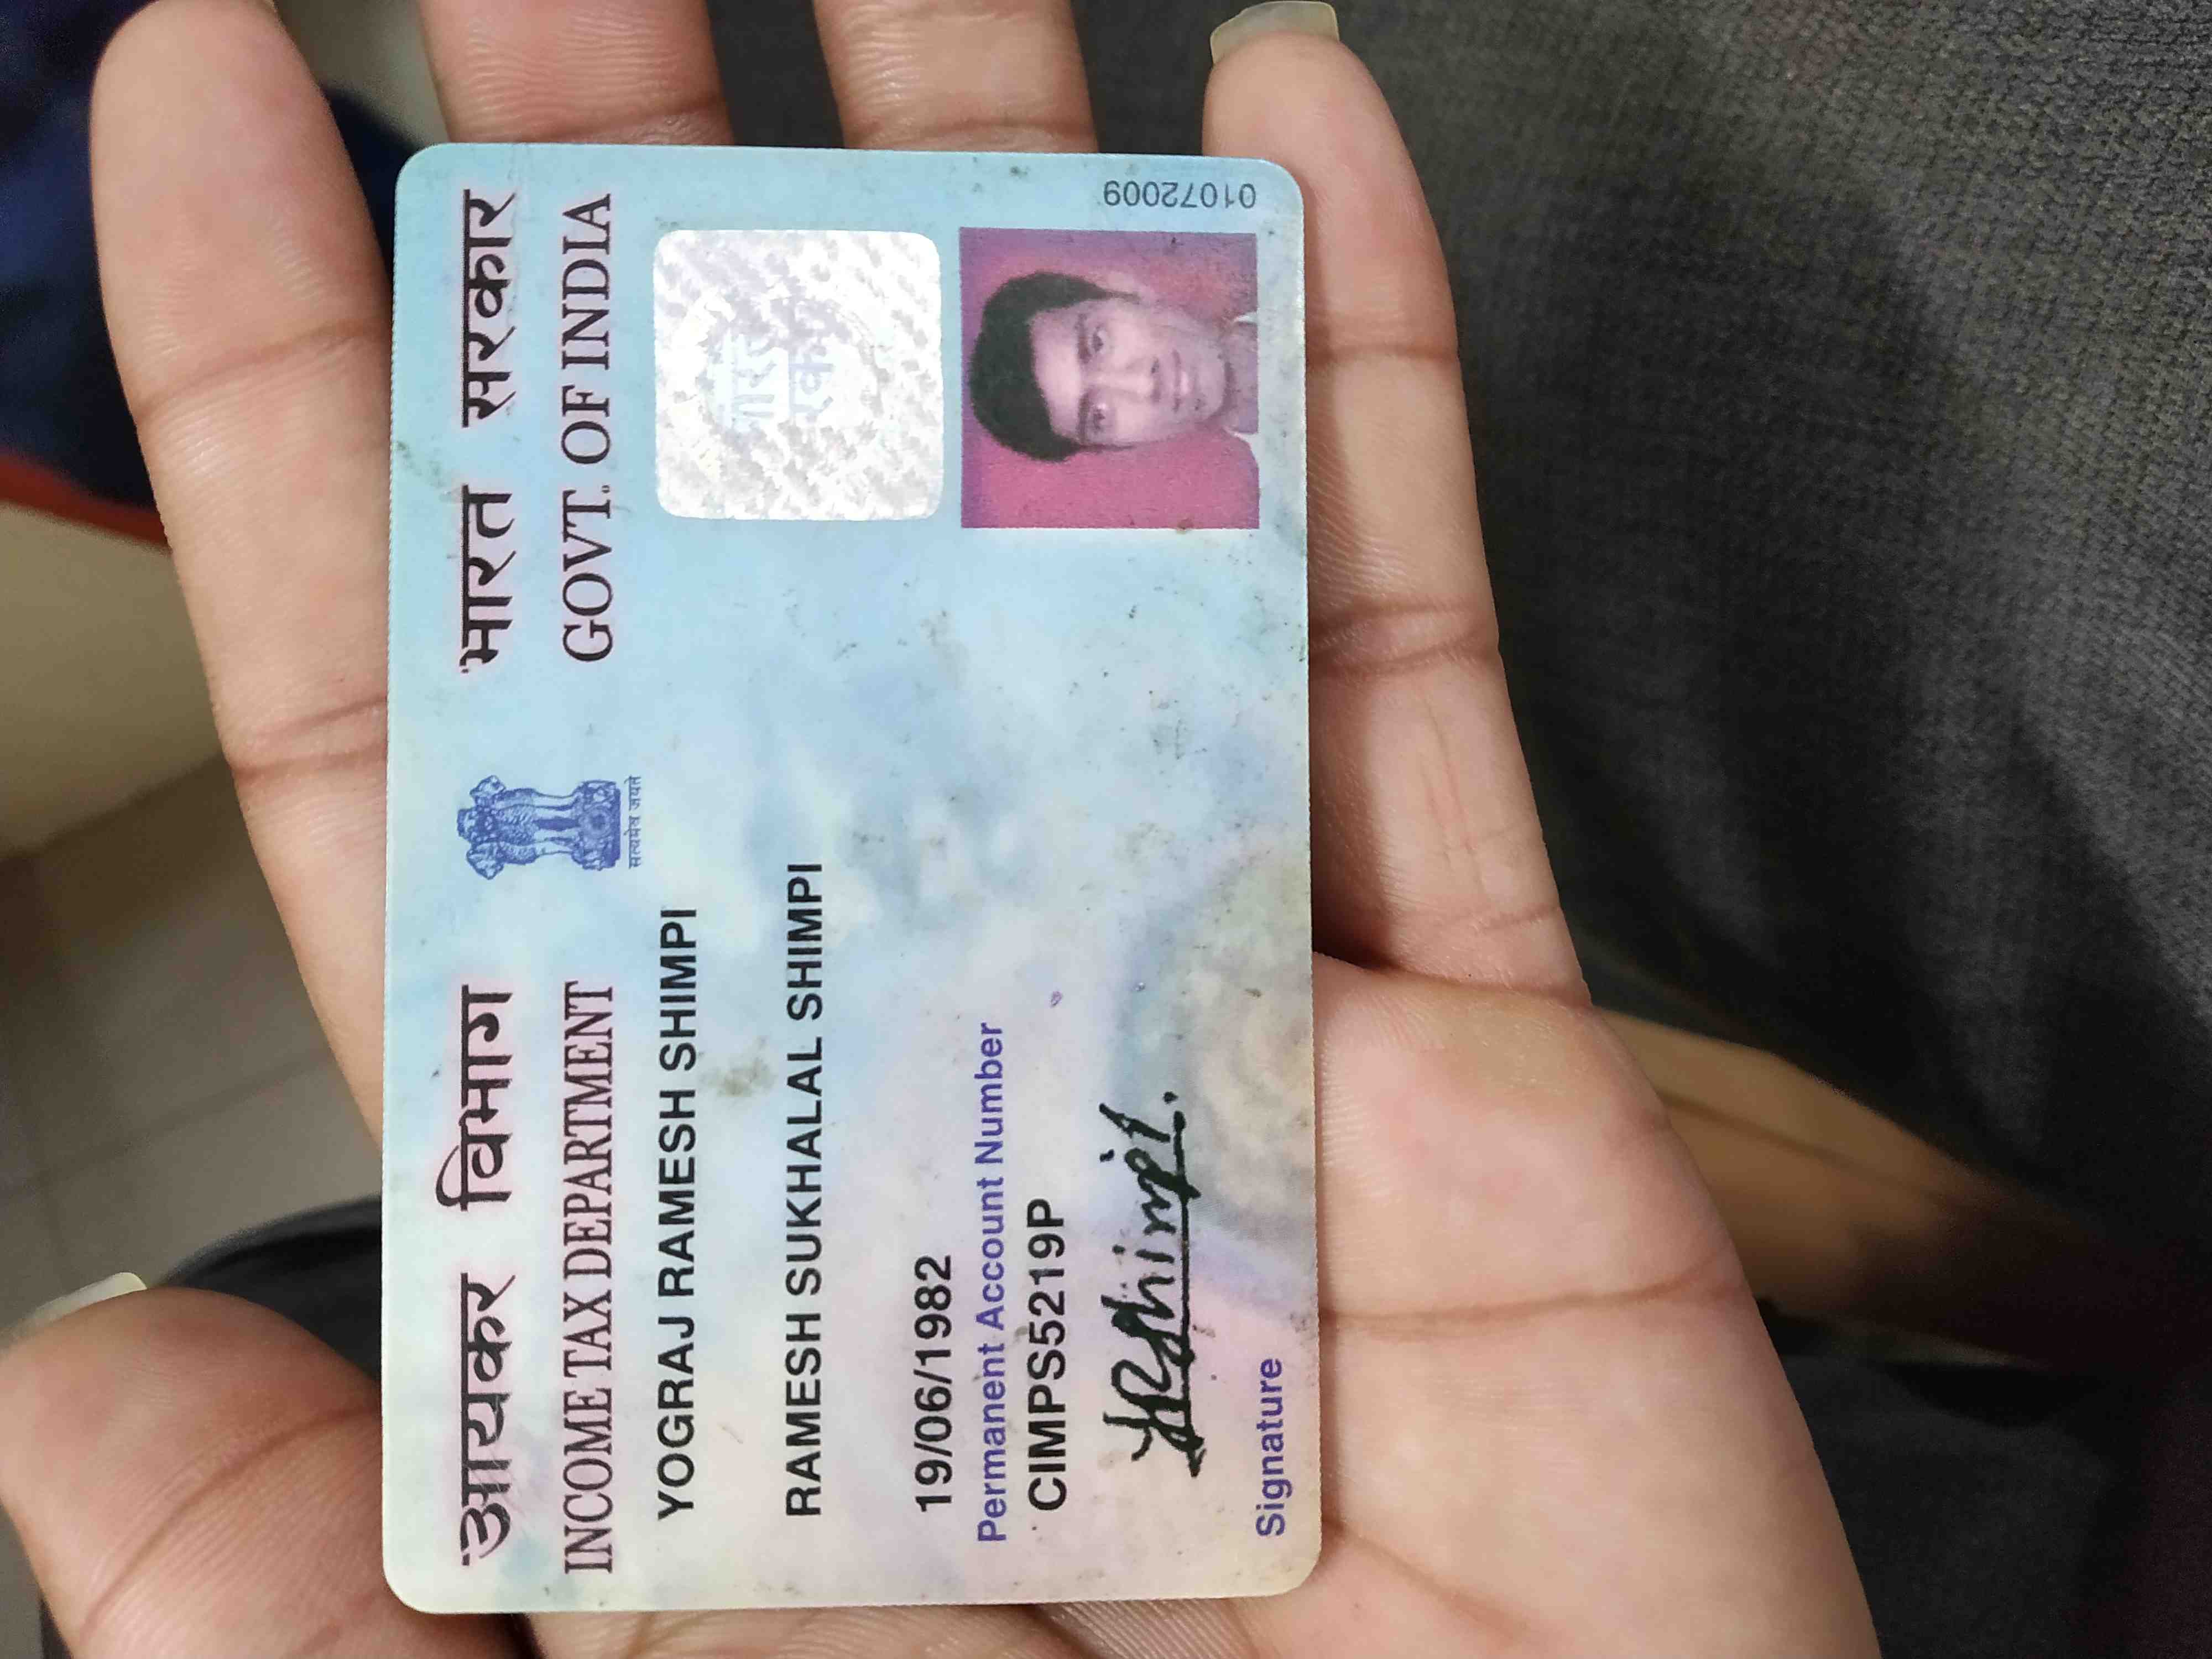 आयकर विभाग
INCOME TAX DEPARTMENT
सत्यमेव जयते
भारत सरकार
GOVT. OF INDIA
YOGRAJ RAMESH SHIMPI
RAMESH SUKHALAL SHIMPI
19/06/1982
Permanent Account Number
CIMPS5219P
YRShimpi.
Signature
01072009